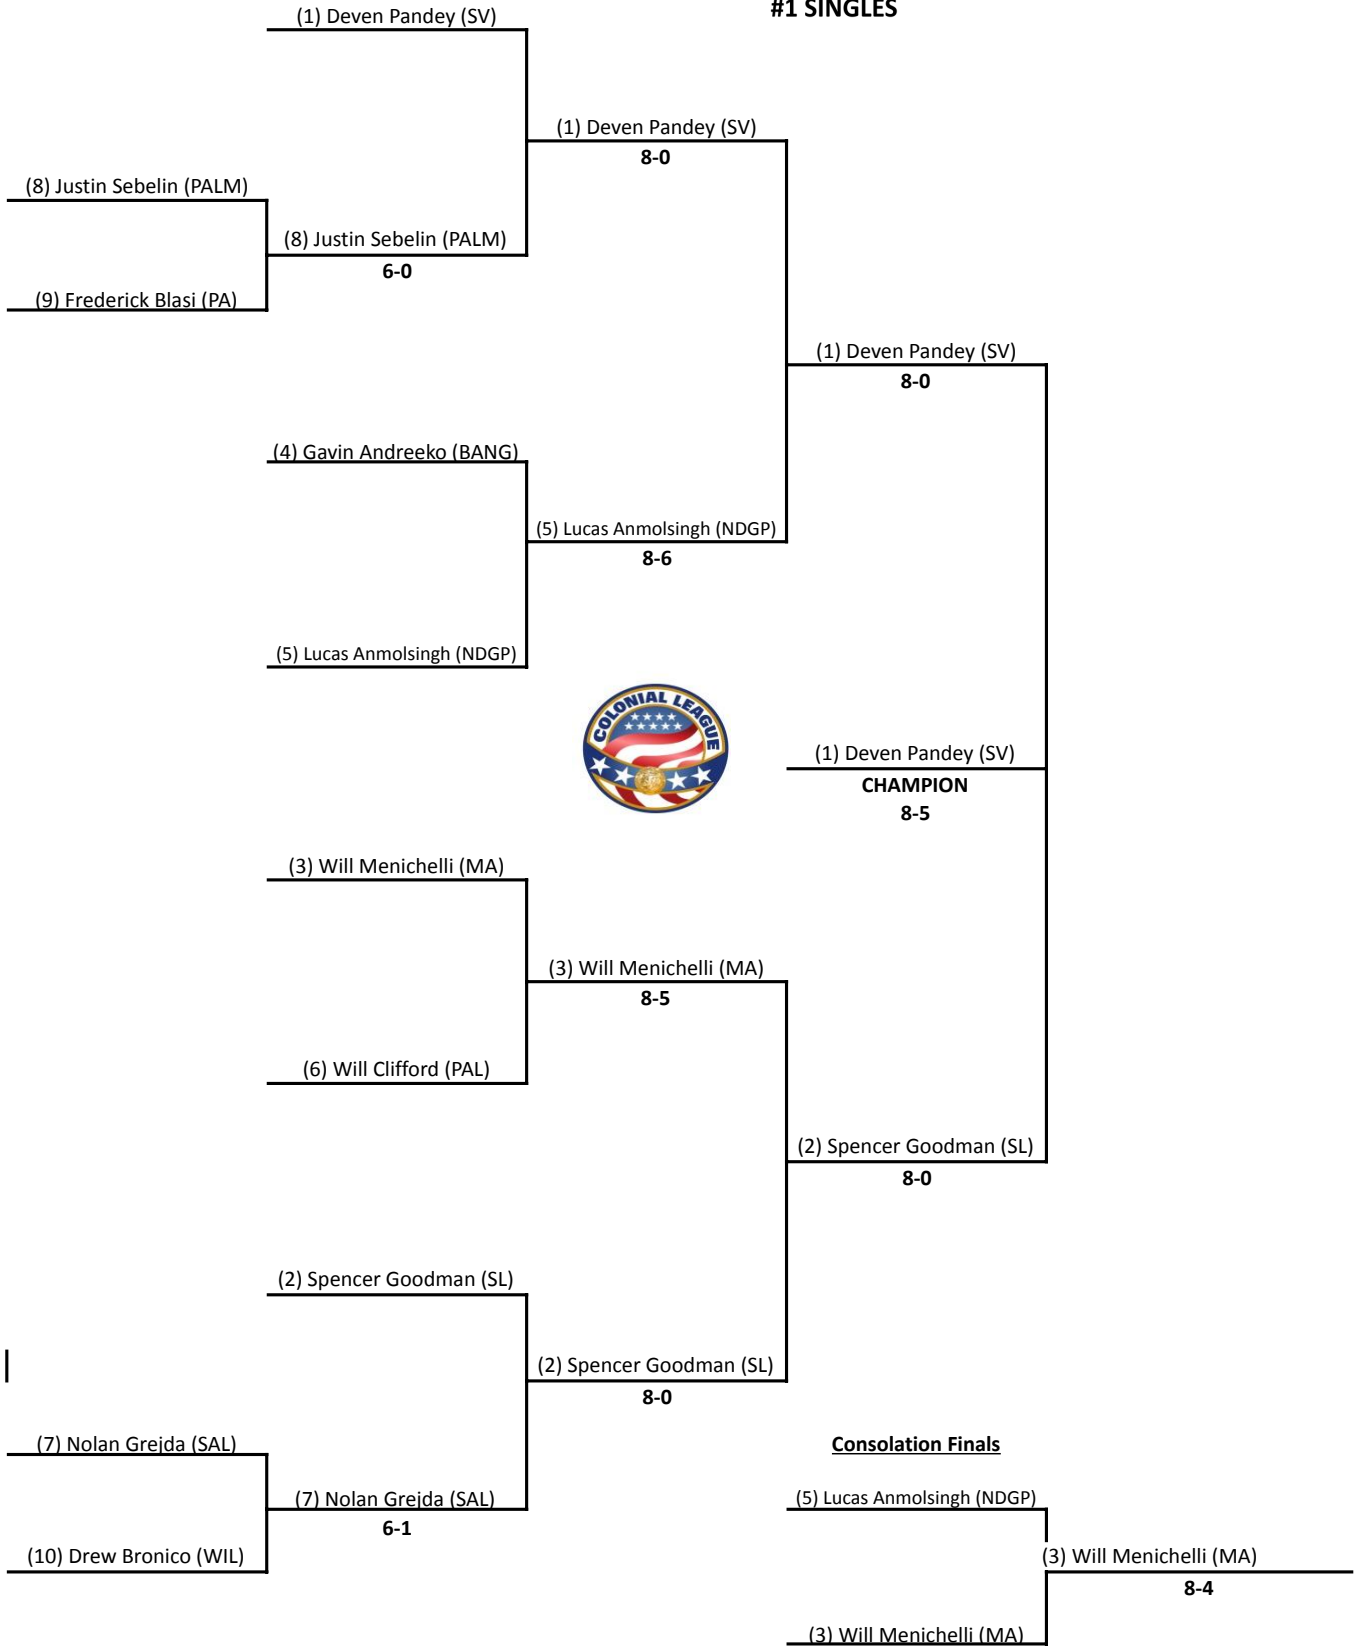 #1 SINGLES
(1) Deven Pandey (SV)
(1) Deven Pandey (SV)
8-0
(8) Justin Sebelin (PALM)
(8) Justin Sebelin (PALM)
6-0
(9) Frederick Blasi (PA)
(1) Deven Pandey (SV)
8-0
(4) Gavin Andreeko (BANG)
(5) Lucas Anmolsingh (NDGP)
8-6
(5) Lucas Anmolsingh (NDGP)
COLONIAL LEAGUE
(1) Deven Pandey (SV)
CHAMPION
8-5
(3) Will Menichelli (MA)
(3) Will Menichelli (MA)
8-5
(6) Will Clifford (PAL)
(2) Spencer Goodman (SL)
8-0
(2) Spencer Goodman (SL)
(2) Spencer Goodman (SL)
8-0
(7) Nolan Grejda (SAL)
(7) Nolan Grejda (SAL)
6-1
(10) Drew Bronico (WIL)
Consolation Finals
(5) Lucas Anmolsingh (NDGP)
(3) Will Menichelli (MA)
8-4
(3) Will Menichelli (MA)